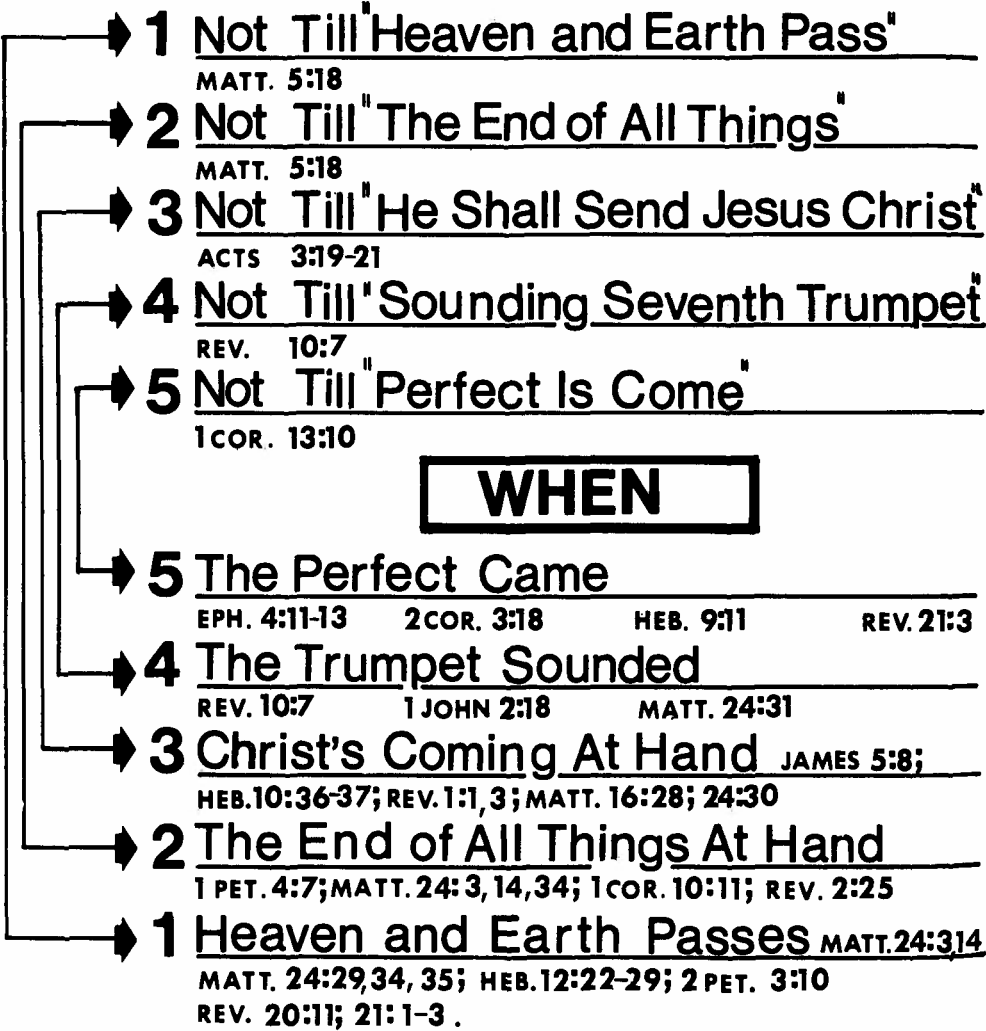 1 Not Till "Heaven and Earth Pass"
MATT. 5:18
2 Not Till "The End of All Things"
MATT. 5:18
3 Not Till "He Shall Send Jesus Christ"
ACTS 3:19-21
4 Not Till "Sounding Seventh Trumpet"
REV. 10:7
5 Not Till "Perfect Is Come"
1 COR. 13:10
WHEN
5 The Perfect Came
EPH. 4:11-13 2 COR. 3:18 HEB. 9:11 REV. 21:3
4 The Trumpet Sounded
REV. 10:7 1 JOHN 2:18 MATT. 24:31
3 Christ's Coming At Hand JAMES 5:8;
HEB. 10:36-37; REV. 1:1, 3; MATT. 16:28; 24:30
2 The End of All Things At Hand
1 PET. 4:7; MATT. 24:3, 14, 34; 1 COR. 10:11; REV. 2:25
1 Heaven and Earth Passes MATT. 24:3,14
MATT. 24:29, 34, 35; HEB. 12:22-29; 2 PET. 3:10
REV. 20:11; 21:1-3.